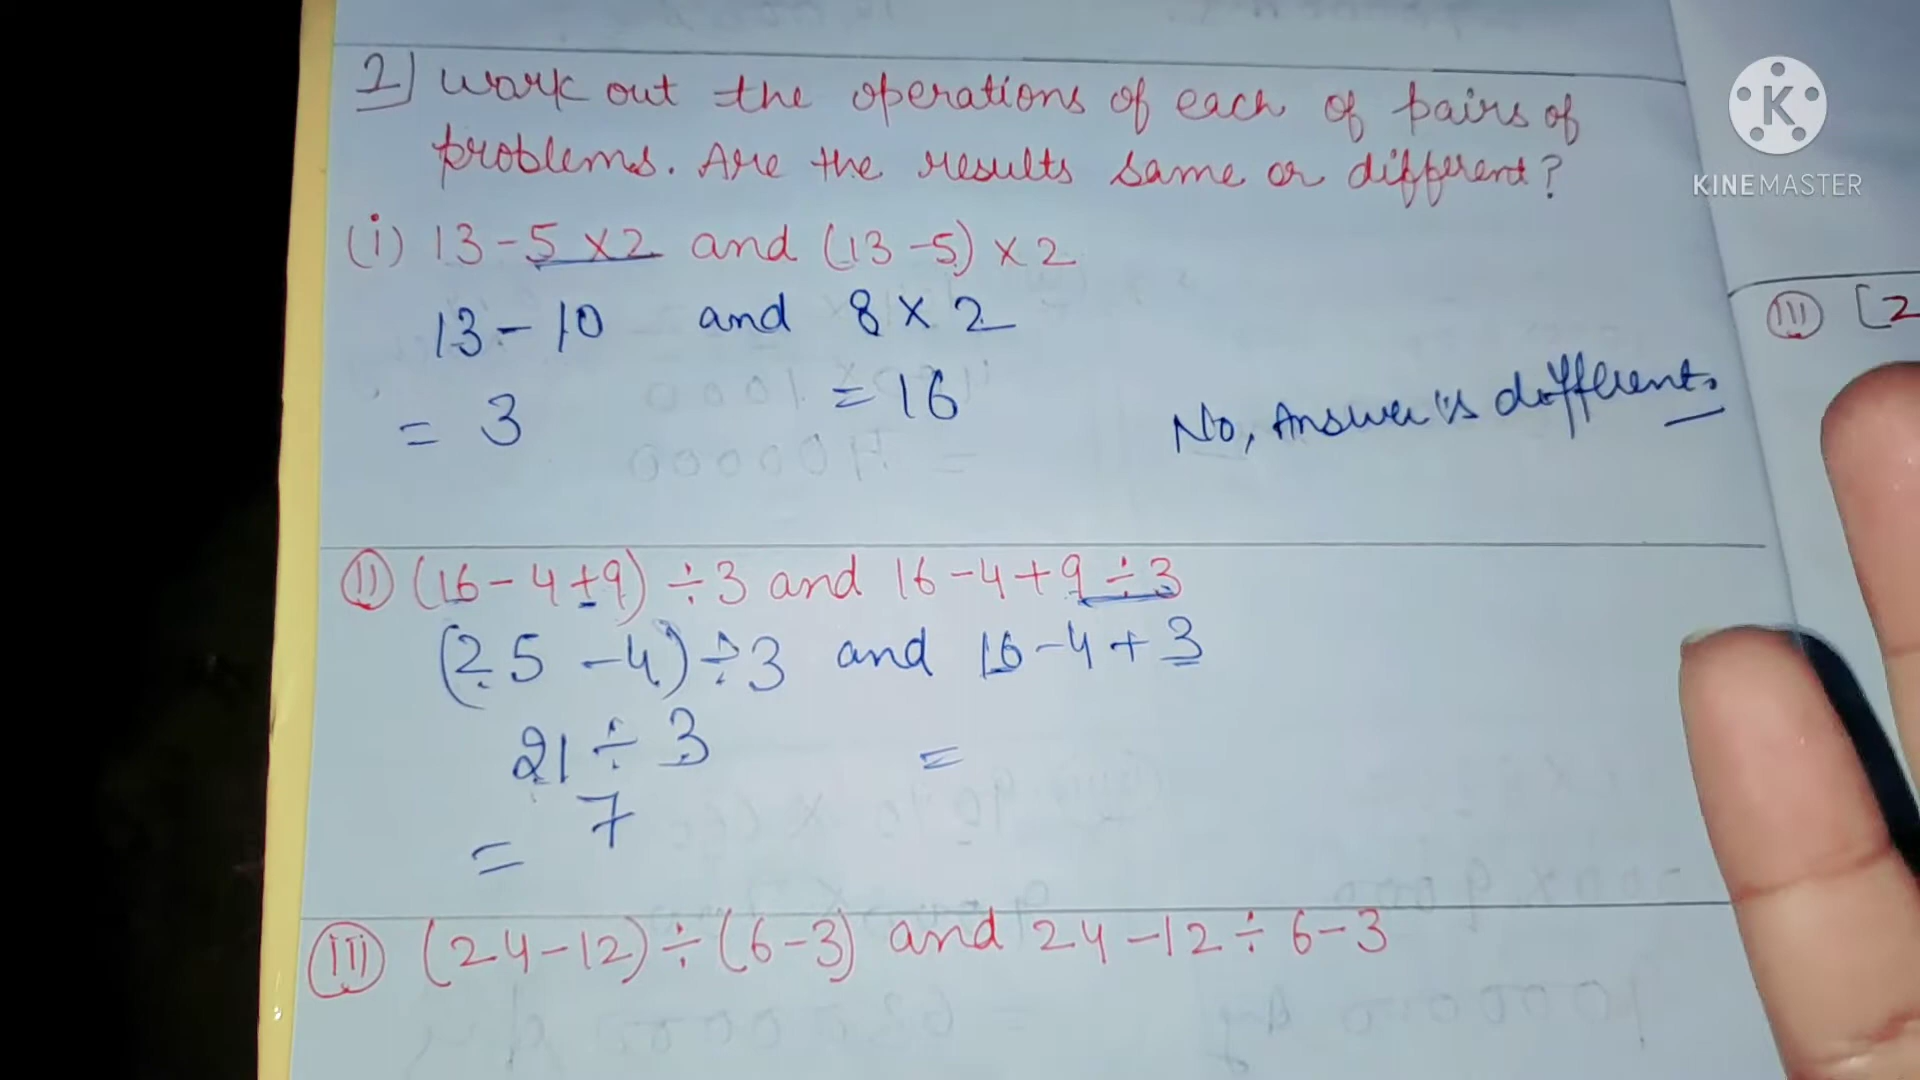 2) Work out the operations of each of pairs of
problems. Are the results same or different?
KINEMASTER
(i) 13 - 5 × 2 and (13 - 5) × 2
13 - 10 and 8 × 2
= 3 = 16
No, Answer is different.
(III) [2
(II) (16 - 4 + 9) ÷ 3 and 16 - 4 + 9 ÷ 3
(25 - 4) ÷ 3 and 16 - 4 + 3
21 ÷ 3 =
= 7
(III) (24 - 12) ÷ (6 - 3) and 24 - 12 ÷ 6 - 3